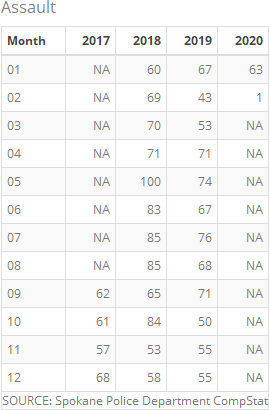 Assault
Month 2017 2018 2019 2020
01 NA 60 67 63
02 NA 69 43 1
03 NA 70 53 NA
04 NA 71 71 NA
05 NA 100 74 NA
06 NA 83 67 NA
07 NA 85 76 NA
08 NA 85 68 NA
09 62 65 71 NA
10 61 84 50 NA
11 57 53 55 NA
12 68 58 55 NA
SOURCE: Spokane Police Department CompStat